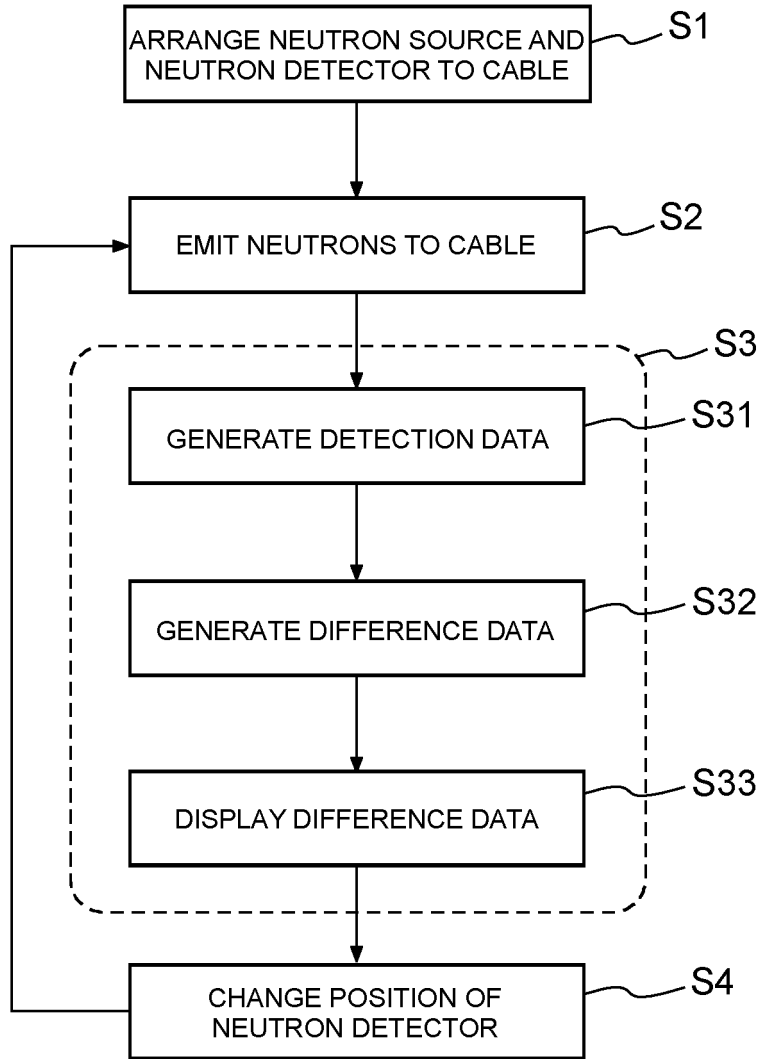 ARRANGE NEUTRON SOURCE AND
NEUTRON DETECTOR TO CABLE
S1
EMIT NEUTRONS TO CABLE
S2
S3
GENERATE DETECTION DATA
S31
GENERATE DIFFERENCE DATA
S32
DISPLAY DIFFERENCE DATA
S33
CHANGE POSITION OF
NEUTRON DETECTOR
S4